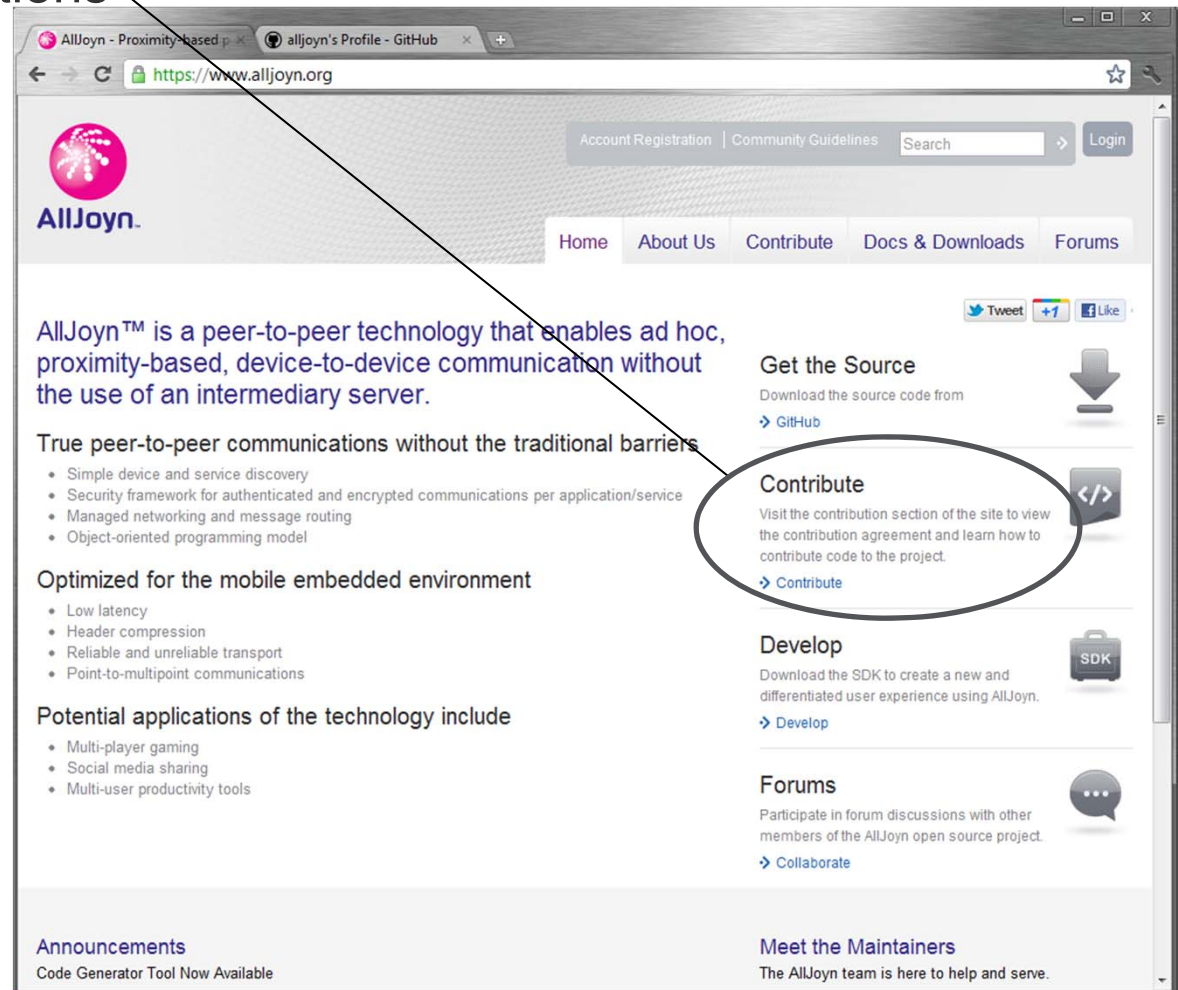 AllJoyn - Proximity-based p
alljoyn's Profile - GitHub
https://www.alljoyn.org
Account Registration | Community Guidelines
Search
Login
AllJoyn™
Home
About Us
Contribute
Docs & Downloads
Forums
Tweet
+1
Like
AllJoyn™ is a peer-to-peer technology that enables ad hoc,
proximity-based, device-to-device communication without
the use of an intermediary server.
True peer-to-peer communications without the traditional barriers
• Simple device and service discovery
• Security framework for authenticated and encrypted communications per application/service
• Managed networking and message routing
• Object-oriented programming model
Optimized for the mobile embedded environment
• Low latency
• Header compression
• Reliable and unreliable transport
• Point-to-multipoint communications
Potential applications of the technology include
• Multi-player gaming
• Social media sharing
• Multi-user productivity tools
Get the Source
Download the source code from
GitHub
Contribute
Visit the contribution section of the site to view
the contribution agreement and learn how to
contribute code to the project.
Contribute
</>
Develop
Download the SDK to create a new and
differentiated user experience using AllJoyn.
Develop
SDK
Forums
Participate in forum discussions with other
members of the AllJoyn open source project.
Collaborate
Announcements
Code Generator Tool Now Available
Meet the Maintainers
The AllJoyn team is here to help and serve.